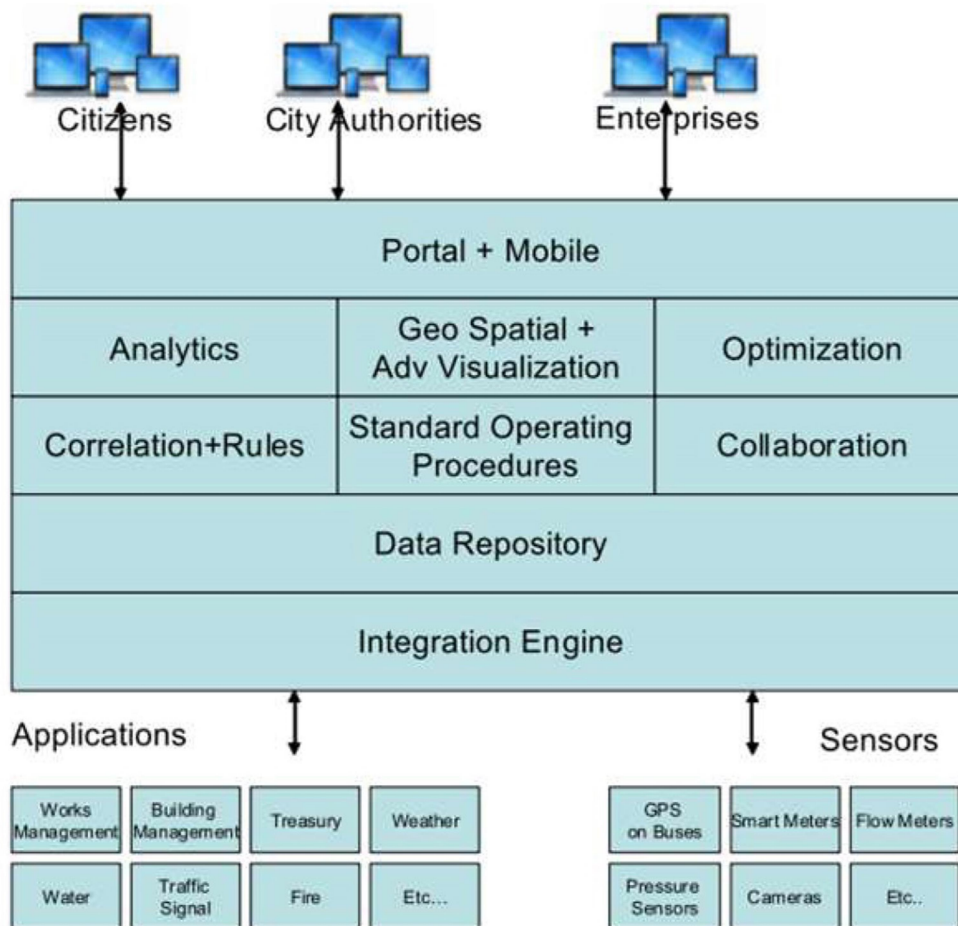 Citizens
City Authorities
Enterprises
Portal + Mobile
Analytics
Geo Spatial +
Adv Visualization
Optimization
Correlation+Rules
Standard Operating
Procedures
Collaboration
Data Repository
Integration Engine
Applications
Sensors
Works
Management
Building
Management
Treasury
Weather
GPS
on Buses
Smart Meters
Flow Meters
Water
Traffic
Signal
Fire
Etc...
Pressure
Sensors
Cameras
Etc..